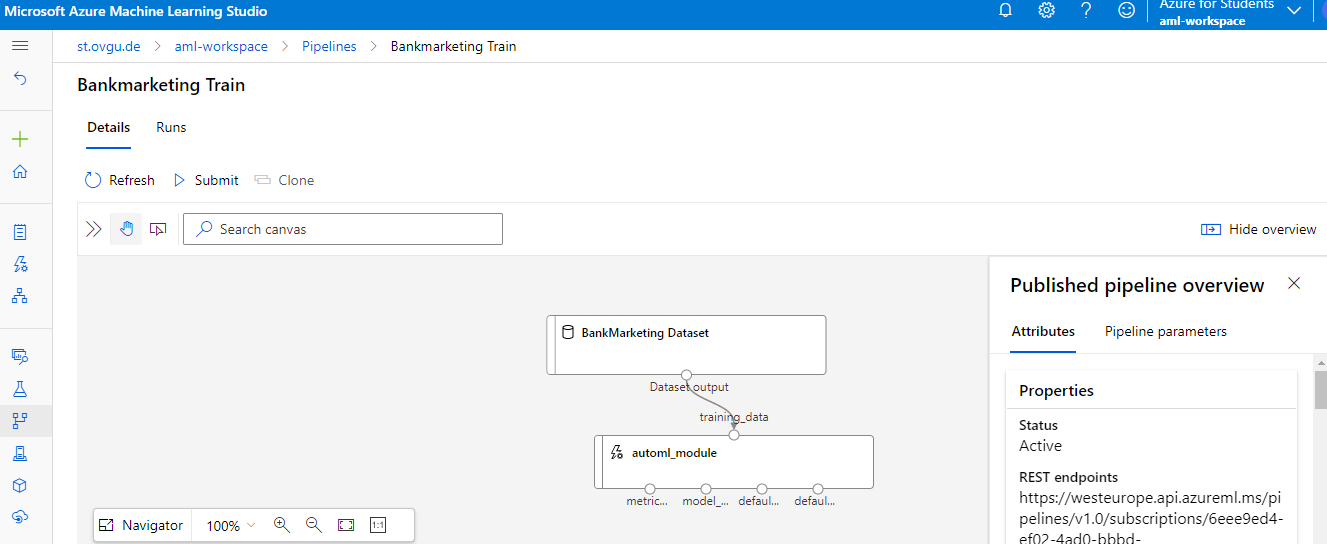 Microsoft Azure Machine Learning Studio
Azure for Students
aml-workspace
st.ovgu.de > aml-workspace > Pipelines > Bankmarketing Train
Bankmarketing Train
Details Runs
Refresh Submit Clone
Search canvas
Hide overview
BankMarketing Dataset
Dataset output
training_data
automl_module
metric... model_... defaul... defaul...
Navigator 100% 1:1
Published pipeline overview
Attributes Pipeline parameters
Properties
Status
Active
REST endpoints
https://westeurope.api.azureml.ms/pi
pelines/v1.0/subscriptions/6eee9ed4-
ef02-4ad0-bbbd-